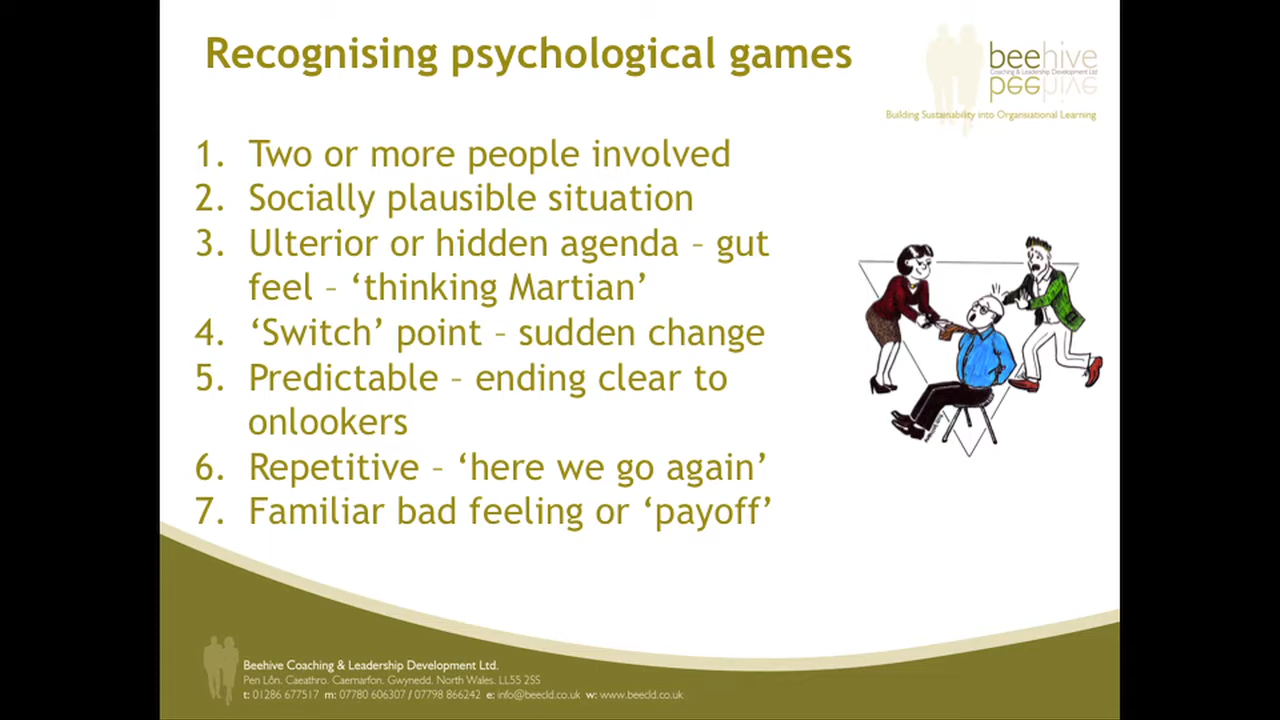 Recognising psychological games
beehive
Coaching & Leadership Development Ltd
Building Sustainability into Organsiational Learning
1. Two or more people involved
2. Socially plausible situation
3. Ulterior or hidden agenda – gut
feel – ‘thinking Martian’
4. ‘Switch’ point – sudden change
5. Predictable – ending clear to
onlookers
6. Repetitive – ‘here we go again’
7. Familiar bad feeling or ‘payoff’
Beehive Coaching & Leadership Development Ltd.
Pen Lôn. Caeathro. Caernarfon. Gwynedd. North Wales. LL55 2SS
t: 01286 677517 m: 07780 606307 / 07798 866242 e: info@beecld.co.uk w: www.beecld.co.uk